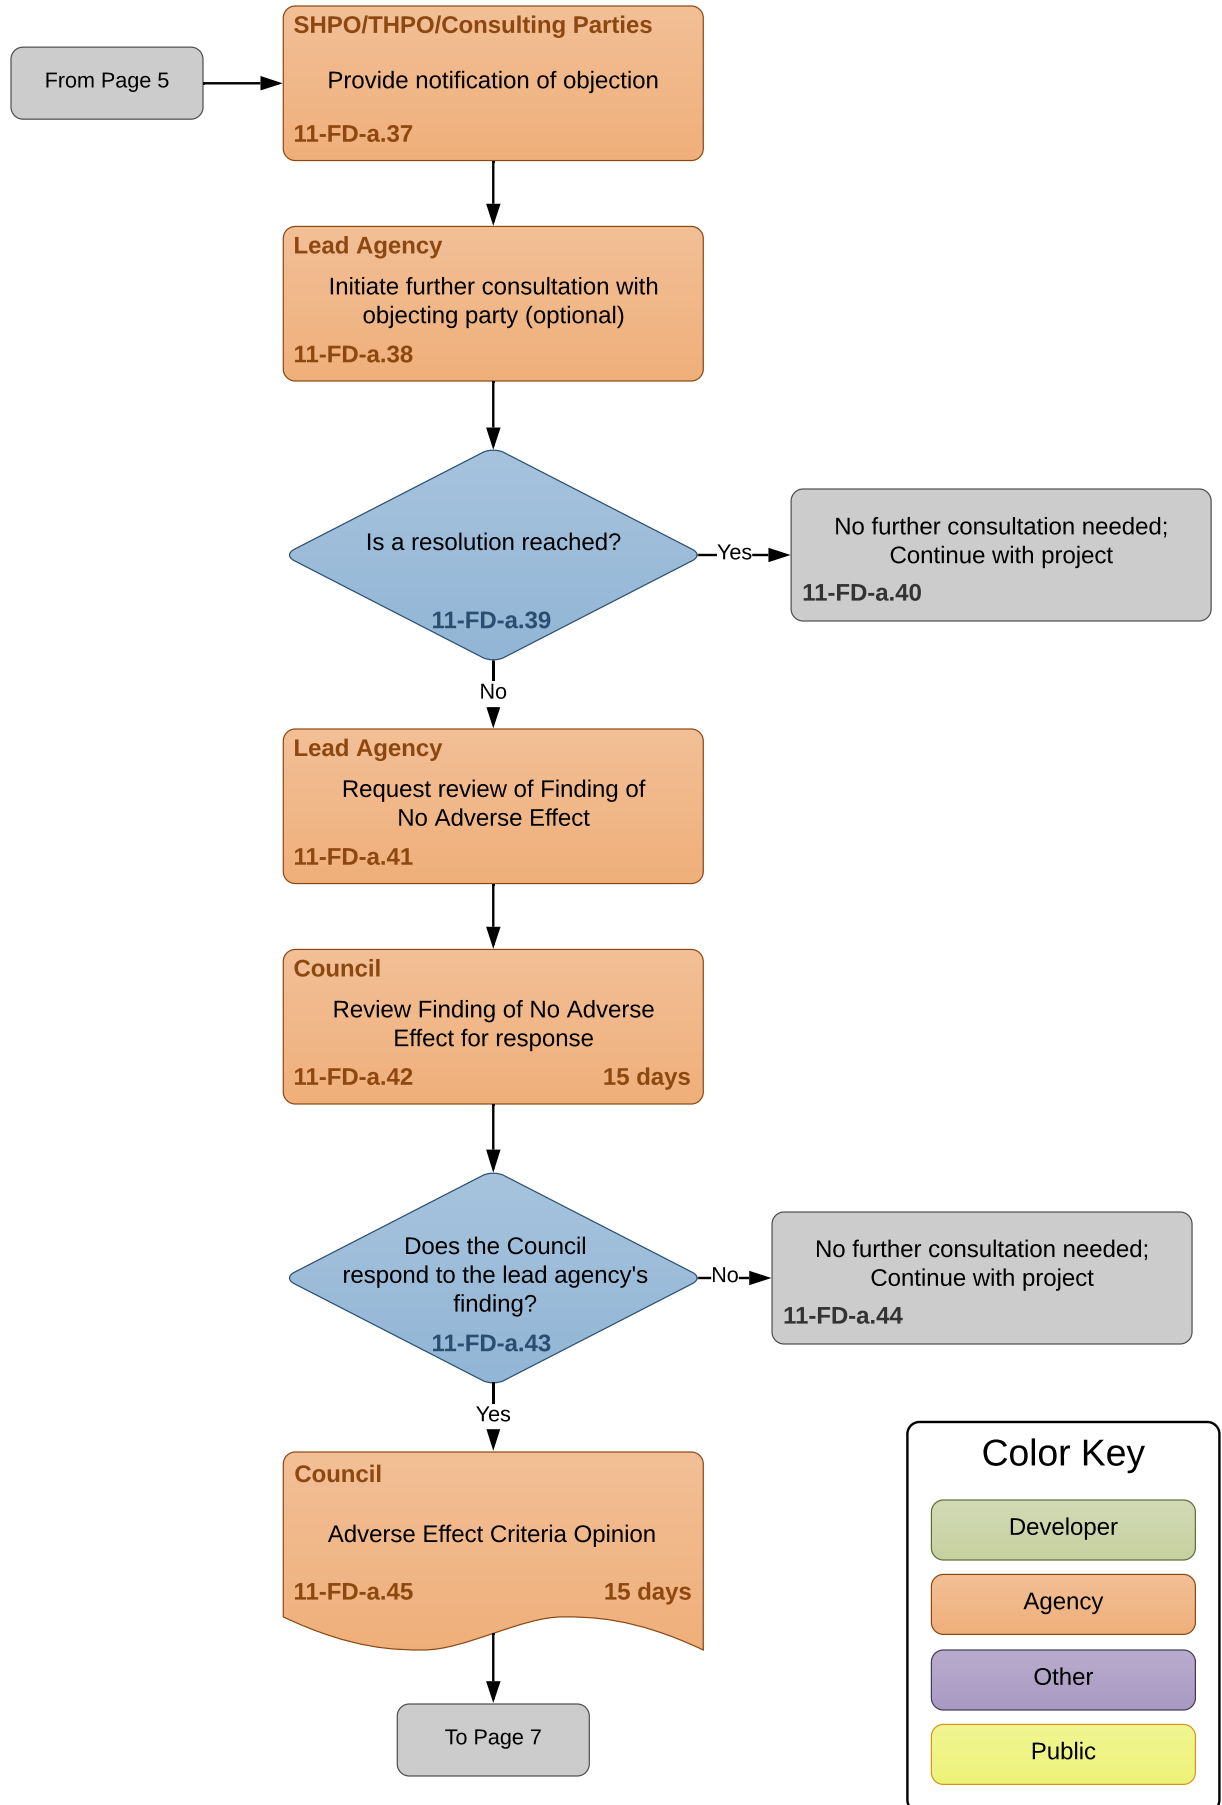 From Page 5
SHPO/THPO/Consulting Parties
Provide notification of objection
11-FD-a.37
Lead Agency
Initiate further consultation with
objecting party (optional)
11-FD-a.38
Is a resolution reached?
11-FD-a.39
Yes
No further consultation needed;
Continue with project
11-FD-a.40
No
Lead Agency
Request review of Finding of
No Adverse Effect
11-FD-a.41
Council
Review Finding of No Adverse
Effect for response
11-FD-a.42 15 days
Does the Council
respond to the lead agency's
finding?
11-FD-a.43
No
No further consultation needed;
Continue with project
11-FD-a.44
Yes
Council
Adverse Effect Criteria Opinion
11-FD-a.45 15 days
To Page 7
Color Key
Developer
Agency
Other
Public